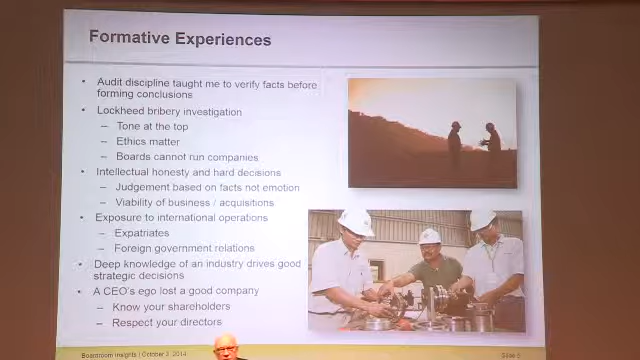 Formative Experiences
• Audit discipline taught me to verify facts before
forming conclusions
• Lockheed bribery investigation
– Tone at the top
– Ethics matter
– Boards cannot run companies
• Intellectual honesty and hard decisions
– Judgement based on facts not emotion
– Viability of business / acquisitions
• Exposure to international operations
– Expatriates
– Foreign government relations
• Deep knowledge of an industry drives good
strategic decisions
• A CEO's ego lost a good company
– Know your shareholders
– Respect your directors
Boardroom Insights | October 2, 2014
Slide 5